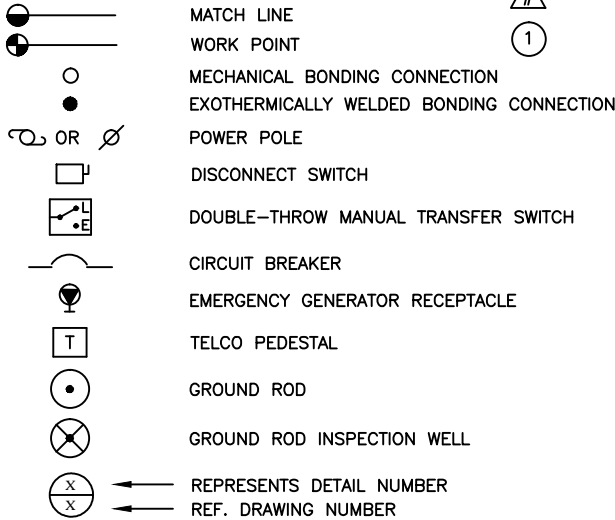 MATCH LINE
WORK POINT
1
MECHANICAL BONDING CONNECTION
EXOTHERMICALLY WELDED BONDING CONNECTION
OR POWER POLE
DISCONNECT SWITCH
L
E
DOUBLE-THROW MANUAL TRANSFER SWITCH
CIRCUIT BREAKER
EMERGENCY GENERATOR RECEPTACLE
T TELCO PEDESTAL
GROUND ROD
GROUND ROD INSPECTION WELL
X REPRESENTS DETAIL NUMBER
X REF. DRAWING NUMBER